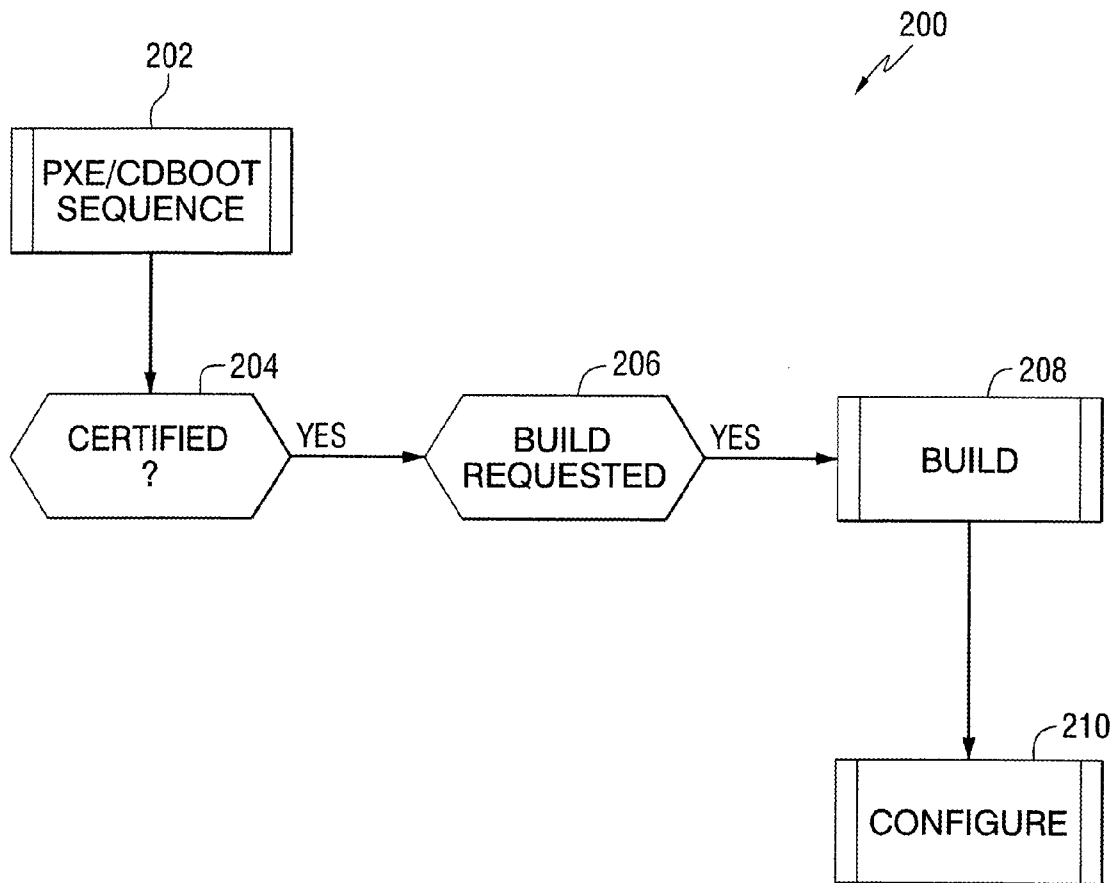 200
202
PXE/CDBOOT
SEQUENCE
204
CERTIFIED
?
YES
206
BUILD
REQUESTED
YES
208
BUILD
210
CONFIGURE